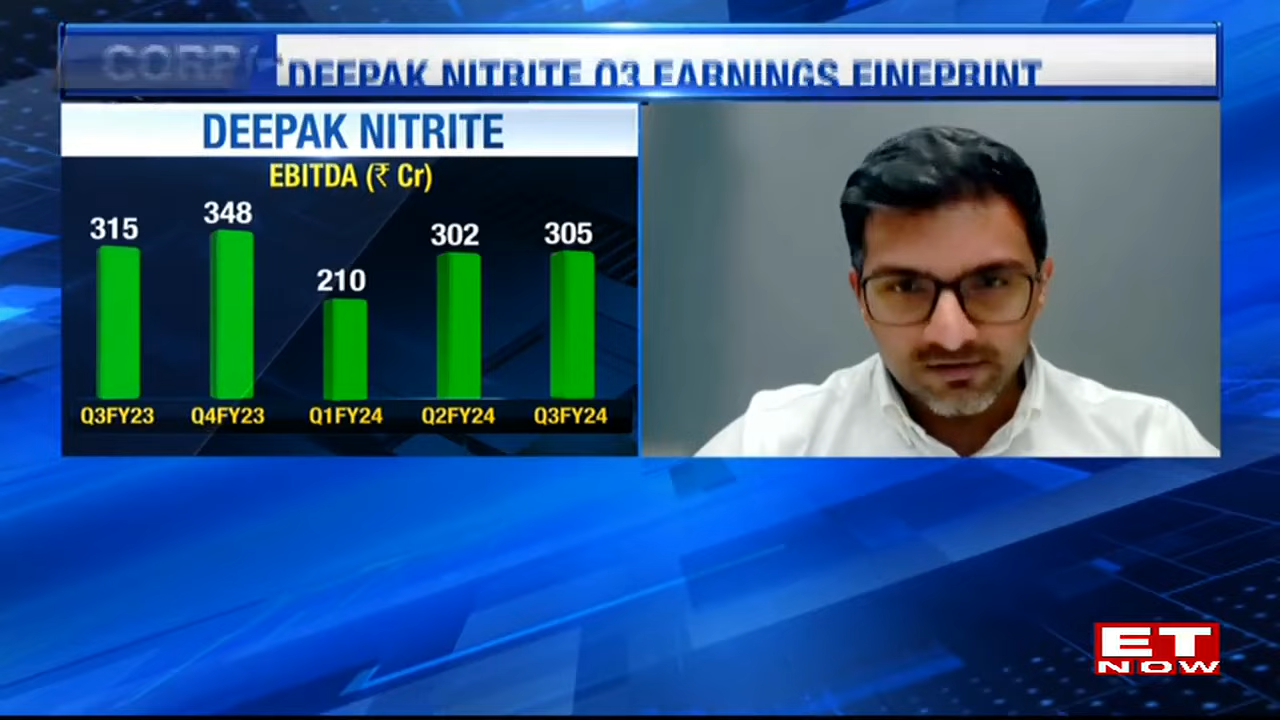 CORPO
DEEPAK NITRITE Q3 EARNINGS FINEPRINT
DEEPAK NITRITE
EBITDA (₹ Cr)
315 348 210 302 305
Q3FY23 Q4FY23 Q1FY24 Q2FY24 Q3FY24
ET
NOW